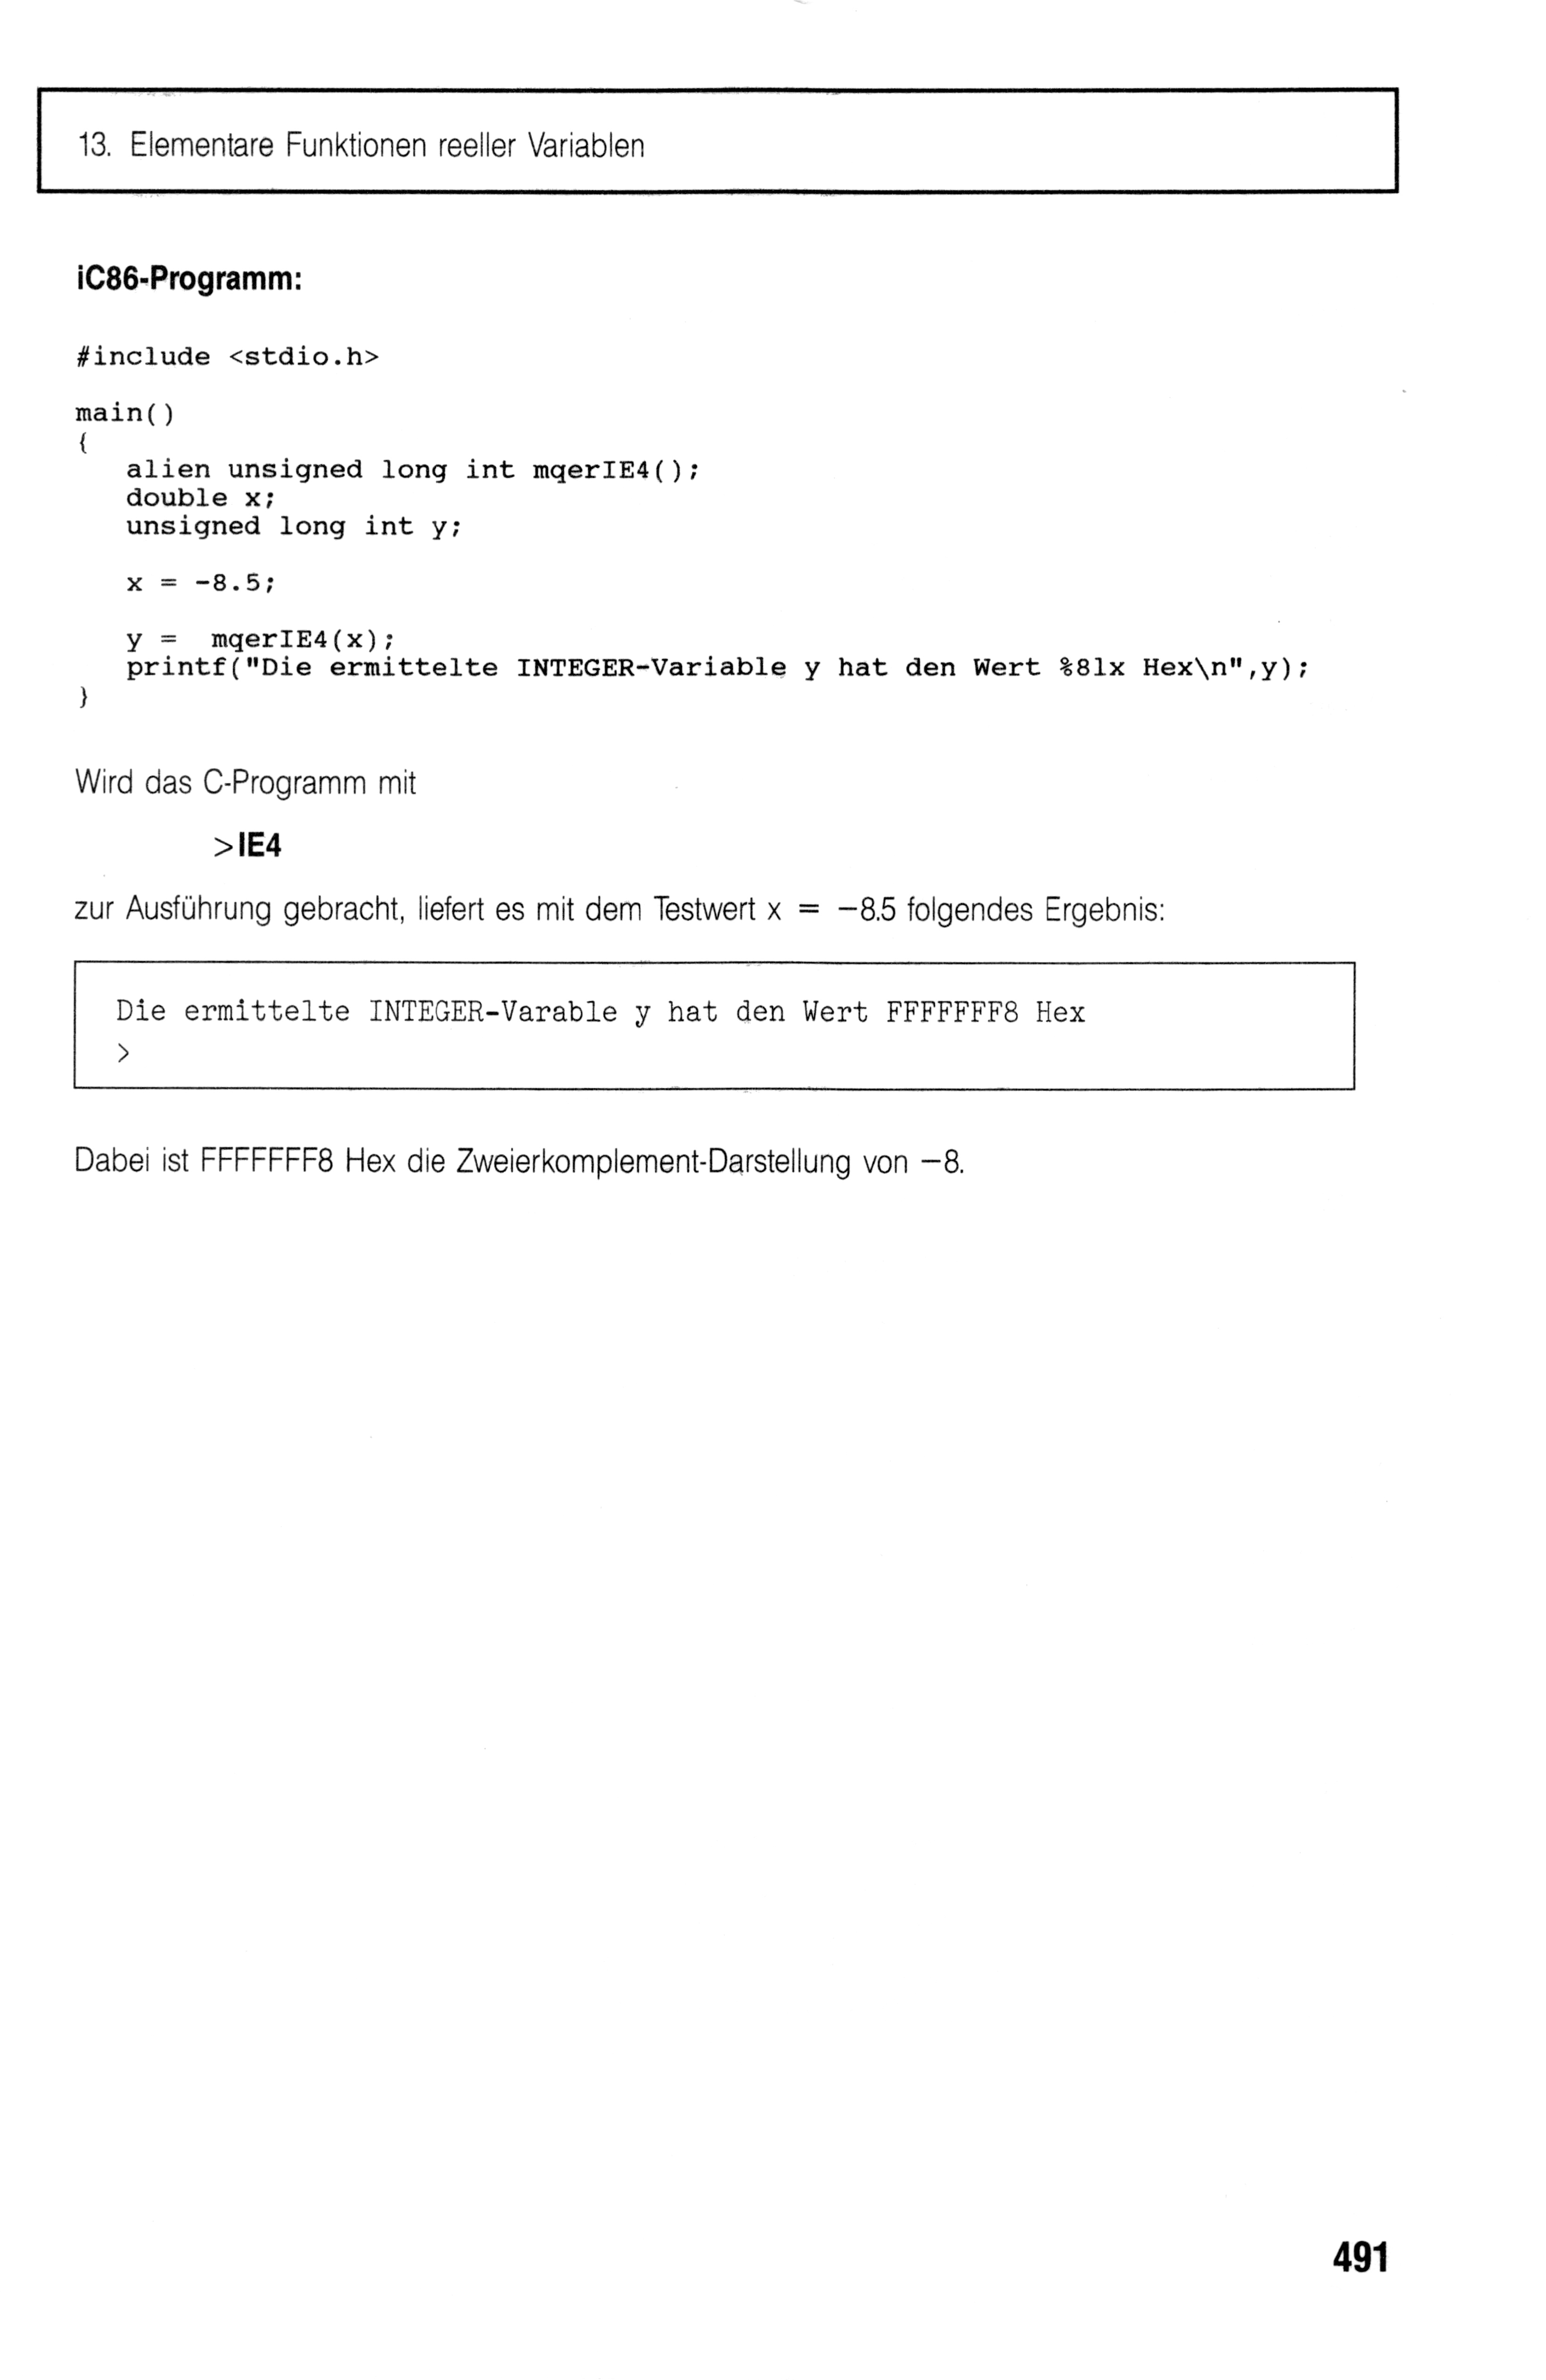 13. Elementare Funktionen reeller Variablen
iC86-Programm:
#include <stdio.h>
main()
{
alien unsigned long int mqerIE4();
double x;
unsigned long int y;
x = -8.5;
y =  mqerIE4(x);
printf("Die ermittelte INTEGER-Variable y hat den Wert %8lx Hex\n",y);
}
Wird das C-Programm mit
>IE4
zur Ausführung gebracht, liefert es mit dem Testwert x = −8.5 folgendes Ergebnis:
Die ermittelte INTEGER-Varable y hat den Wert FFFFFFF8 Hex
>
Dabei ist FFFFFFF8 Hex die Zweierkomplement-Darstellung von −8.
491